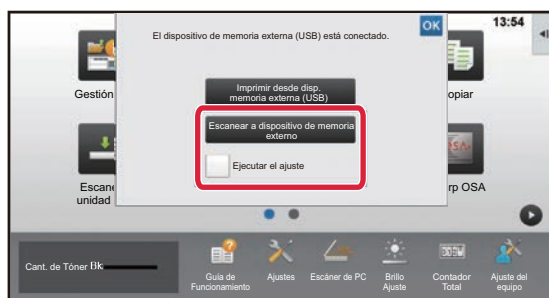 13:54
El dispositivo de memoria externa (USB) está conectado.
OK
Imprimir desde disp.
memoria externa (USB)
Escanear a dispositivo de memoria
externo
Ejecutar el ajuste
Gestión
opiar
Escane
unidad
rp OSA
Cant. de Tóner Bk
Guía de
Funcionamiento
Ajustes
Escáner de PC
Brillo
Ajuste
Contador
Total
Ajuste del
equipo